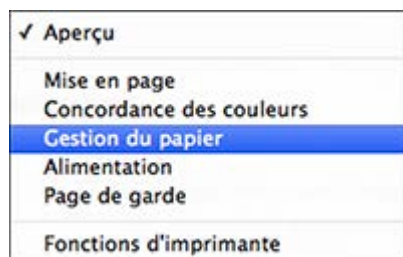 ✓ Aperçu
Mise en page
Concordance des couleurs
Gestion du papier
Alimentation
Page de garde
Fonctions d'imprimante